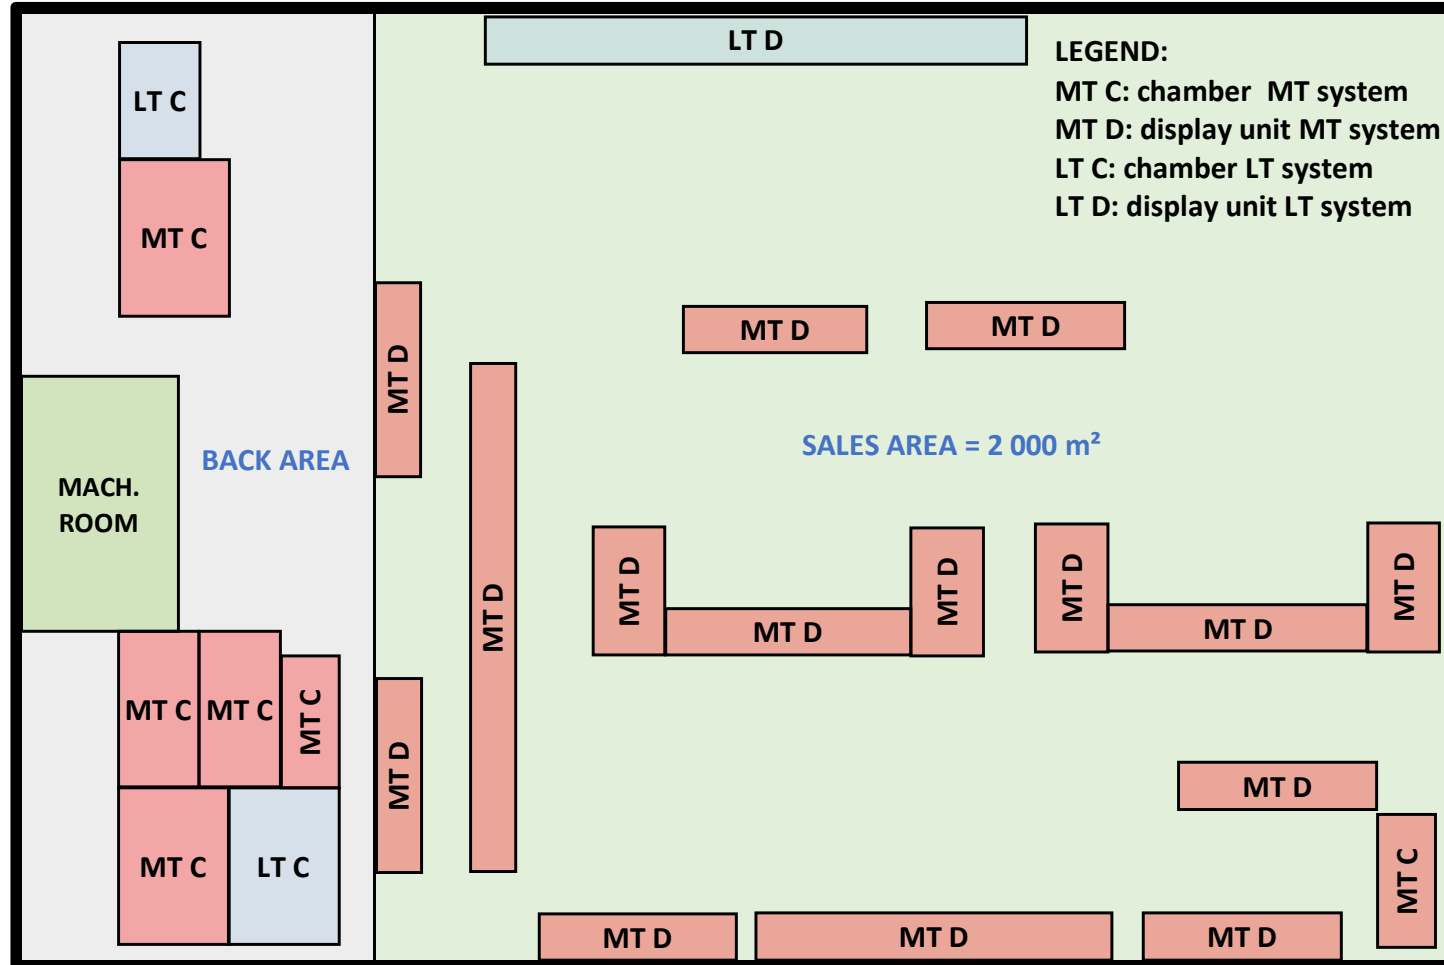 LT D
LEGEND:
MT C: chamber  MT system
MT D: display unit MT system
LT C: chamber LT system
LT D: display unit LT system
LT C
MT C
MT D
MT D
MT D
BACK AREA
SALES AREA = 2 000 m²
MACH.
ROOM
MT D
MT D
MT D
MT D
MT D
MT D
MT D
MT C
MT C
MT C
MT D
MT D
MT C
LT C
MT C
MT D
MT D
MT D